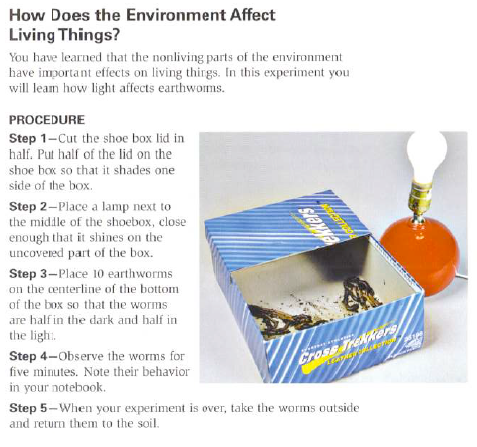 How Does the Environment Affect
Living Things?
You have learned that the nonliving parts of the environment
have important effects on living things. In this experiment you
will learn how light affects earthworms.
PROCEDURE
Step 1—Cut the shoe box lid in
half. Put half of the lid on the
shoe box so that it shades one
side of the box.
Step 2—Place a lamp next to
the middle of the shoebox, close
enough that it shines on the
uncovered part of the box.
Step 3—Place 10 earthworms
on the centerline of the bottom
of the box so that the worms
are half in the dark and half in
the light.
Step 4—Observe the worms for
five minutes. Note their behavior
in your notebook.
Step 5—When your experiment is over, take the worms outside
and return them to the soil.
Cross-Trekkers
COLLECTION
Cross-Trekkers
LEATHER COLLECTION